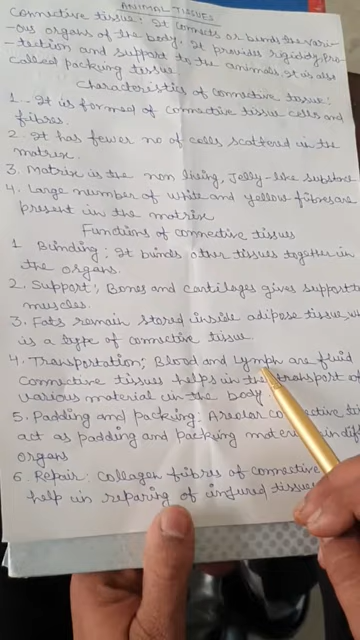 ANIMAL TISSUES
Connective tissue: It connects or binds the vari-
-ous organs of the body. It provides rigidity, pro-
-tection and support to the animals. It is also
called packing tissue
Characteristics of connective tissue:
1. It is formed of connective tissue cells and
fibres.
2. It has fewer no of cells scattered in the
matrix.
3. Matrix is the non living, Jelly-like substance
4. Large number of white and yellow fibres are
present in the matrix
Functions of connective tissues
1 Binding: It binds other tissues together in
the organs.
2. Support; Bones and cartilages gives support to
muscles.
3. Fats remain stored inside adipose tissue, w
is a type of connective tissue.
4. Transportation; Blood and Lymph are fluid
connective tissues helps in the transport of
various material in the body.
5. Padding and packing: Areolar connective
act as padding and packing material in
organs
6. Repair: Collagen fibres of connective
help in repairing of injured tissues